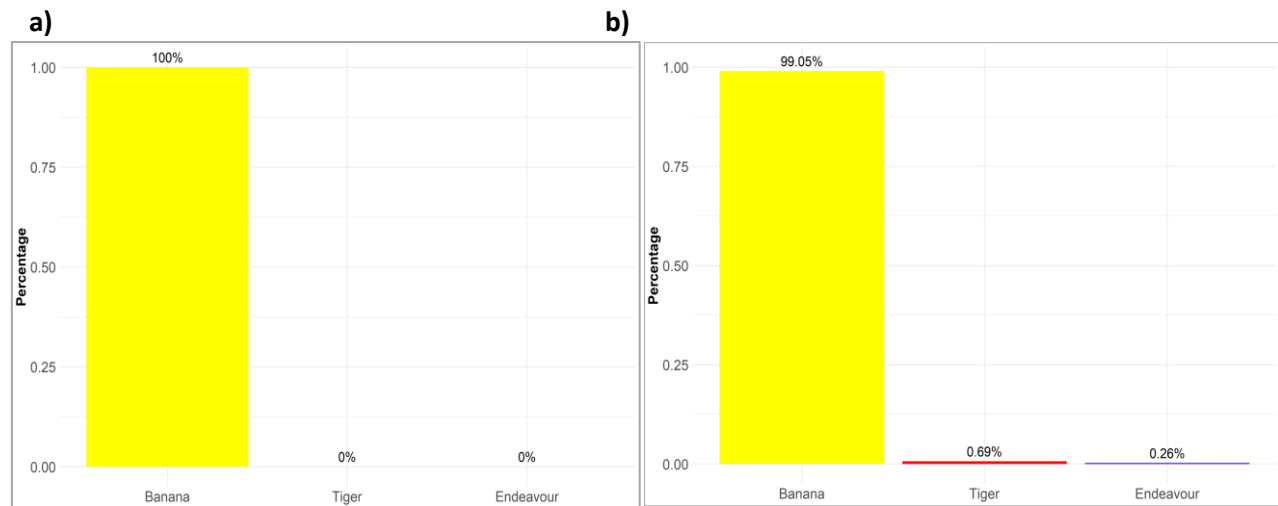 a)
100%
1.00
0.75
0.50
0.25
0.00
Percentage
0%
0%
Banana
Tiger
Endeavour
b)
99.05%
1.00
0.75
0.50
0.25
0.00
Percentage
0.69%
0.26%
Banana
Tiger
Endeavour